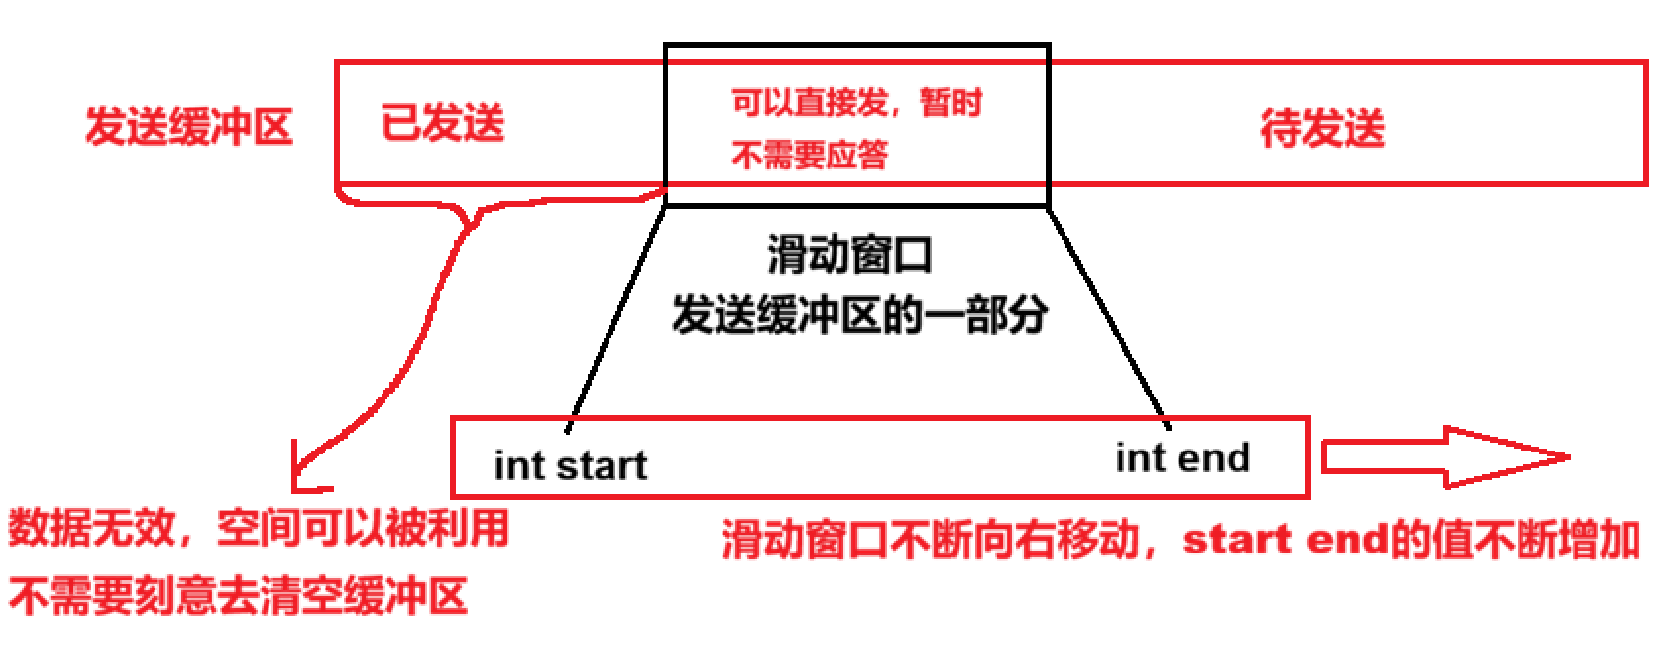 发送缓冲区
已发送
可以直接发，暂时
不需要应答
待发送
滑动窗口
发送缓冲区的一部分
int start
int end
数据无效，空间可以被利用
不需要刻意去清空缓冲区
滑动窗口不断向右移动，start end的值不断增加